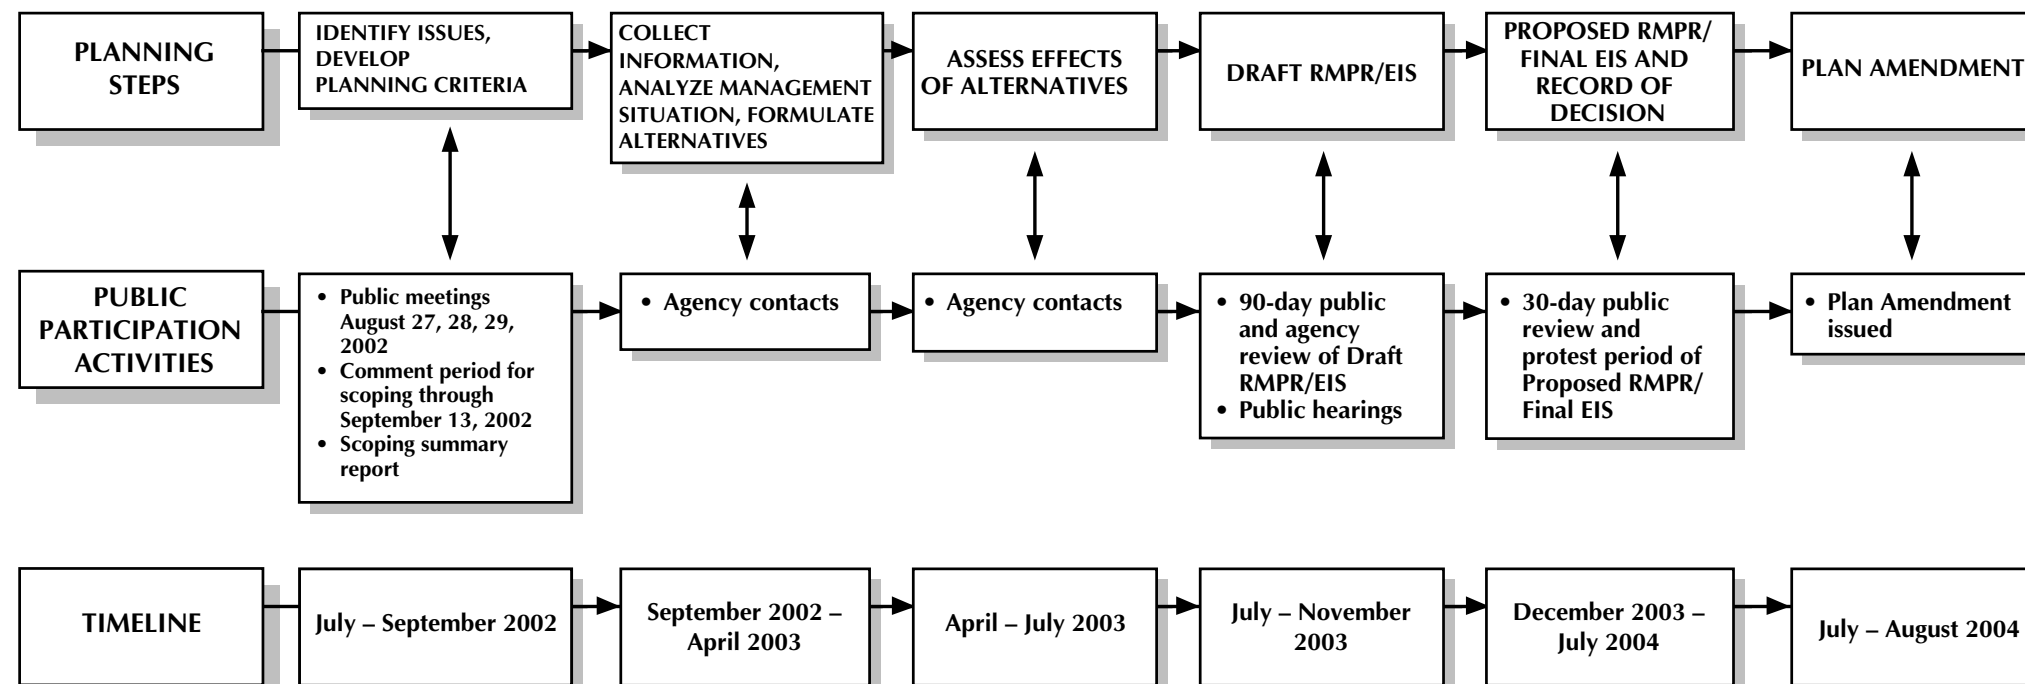 PLANNING
STEPS
IDENTIFY ISSUES,
DEVELOP
PLANNING CRITERIA
COLLECT
INFORMATION,
ANALYZE MANAGEMENT
SITUATION, FORMULATE
ALTERNATIVES
ASSESS EFFECTS
OF ALTERNATIVES
DRAFT RMPR/EIS
PROPOSED RMPR/
FINAL EIS AND
RECORD OF
DECISION
PLAN AMENDMENT
PUBLIC
PARTICIPATION
ACTIVITIES
• Public meetings
August 27, 28, 29,
2002
• Comment period for
scoping through
September 13, 2002
• Scoping summary
report
• Agency contacts
• Agency contacts
• 90-day public
and agency
review of Draft
RMPR/EIS
• Public hearings
• 30-day public
review and
protest period of
Proposed RMPR/
Final EIS
• Plan Amendment
issued
TIMELINE
July – September 2002
September 2002 –
April 2003
April – July 2003
July – November
2003
December 2003 –
July 2004
July – August 2004